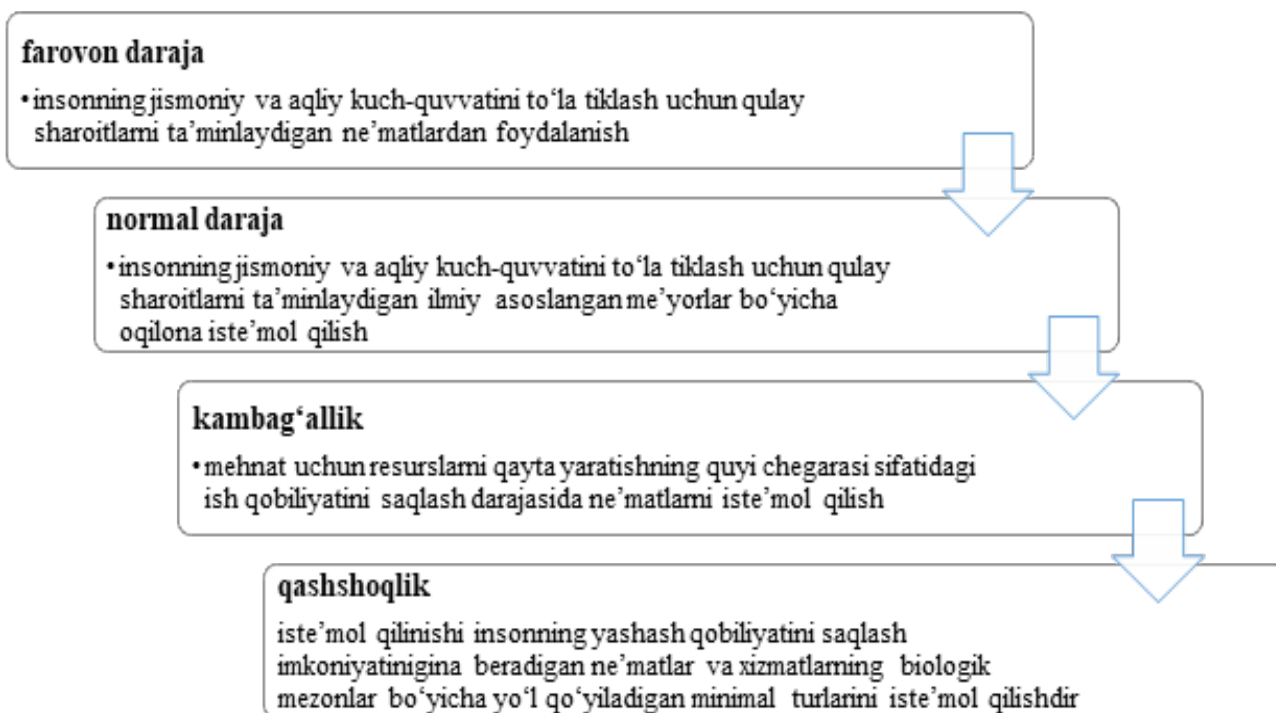 farovon daraja
•insonning jismoniy va aqliy kuch-quvvatini to‘la tiklash uchun qulay
sharoitlarni ta’minlaydigan ne’matlardan foydalanish
normal daraja
•insonning jismoniy va aqliy kuch-quvvatini to‘la tiklash uchun qulay
sharoitlarni ta’minlaydigan ilmiy asoslangan me’yorlar bo‘yicha
oqilona iste’mol qilish
kambag‘allik
•mehnat uchun resurslarni qayta yaratishning quyi chegarasi sifatidagi
ish qobiliyatini saqlash darajasida ne’matlarni iste’mol qilish
qashshoqlik
iste’mol qilinishi insonning yashash qobiliyatini saqlash
imkoniyatinigina beradigan ne’matlar va xizmatlarning biologik
mezonlar bo‘yicha yo‘l qo‘yiladigan minimal turlarini iste’mol qilishdir